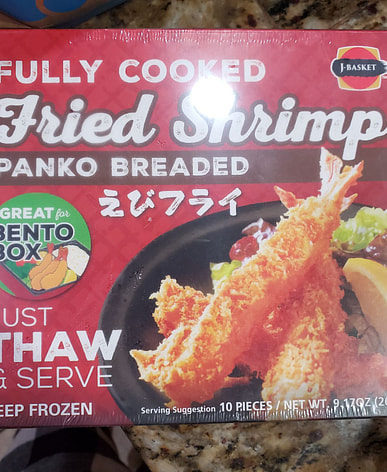 FULLY COOKED
J-BASKET
Fried Shrimp
PANKO BREADED
えびフライ
GREAT for
BENTO
BOX
JUST
THAW
& SERVE
KEEP FROZEN
Serving Suggestion 10 PIECES / NET WT. 9.17OZ (26